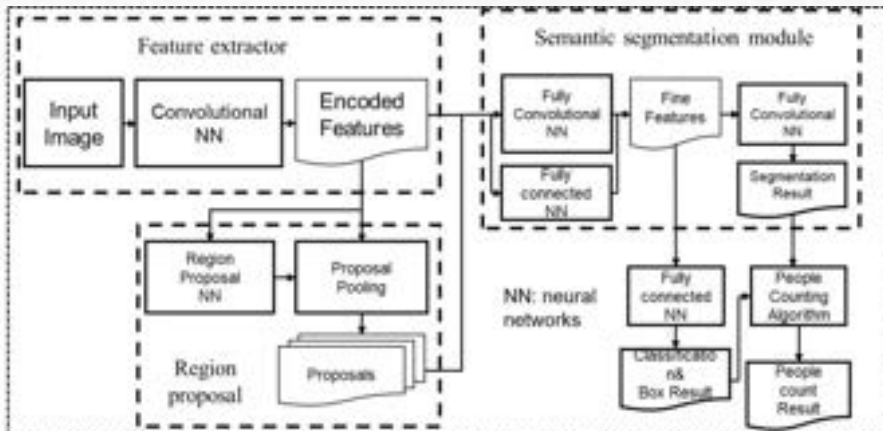 Feature extractor
Input
Image
Convolutional
NN
Encoded
Features
Semantic segmentation module
Fully
Convolutional
NN
Fully
connected
NN
Fine
Features
Fully
Convolutional
NN
Segmentation
Result
Region
Proposal
NN
Proposal
Pooling
Proposals
Region
proposal
NN: neural
networks
Fully
connected
NN
Classificatio
n&
Box Result
People
Counting
Algorithm
People
count
Result